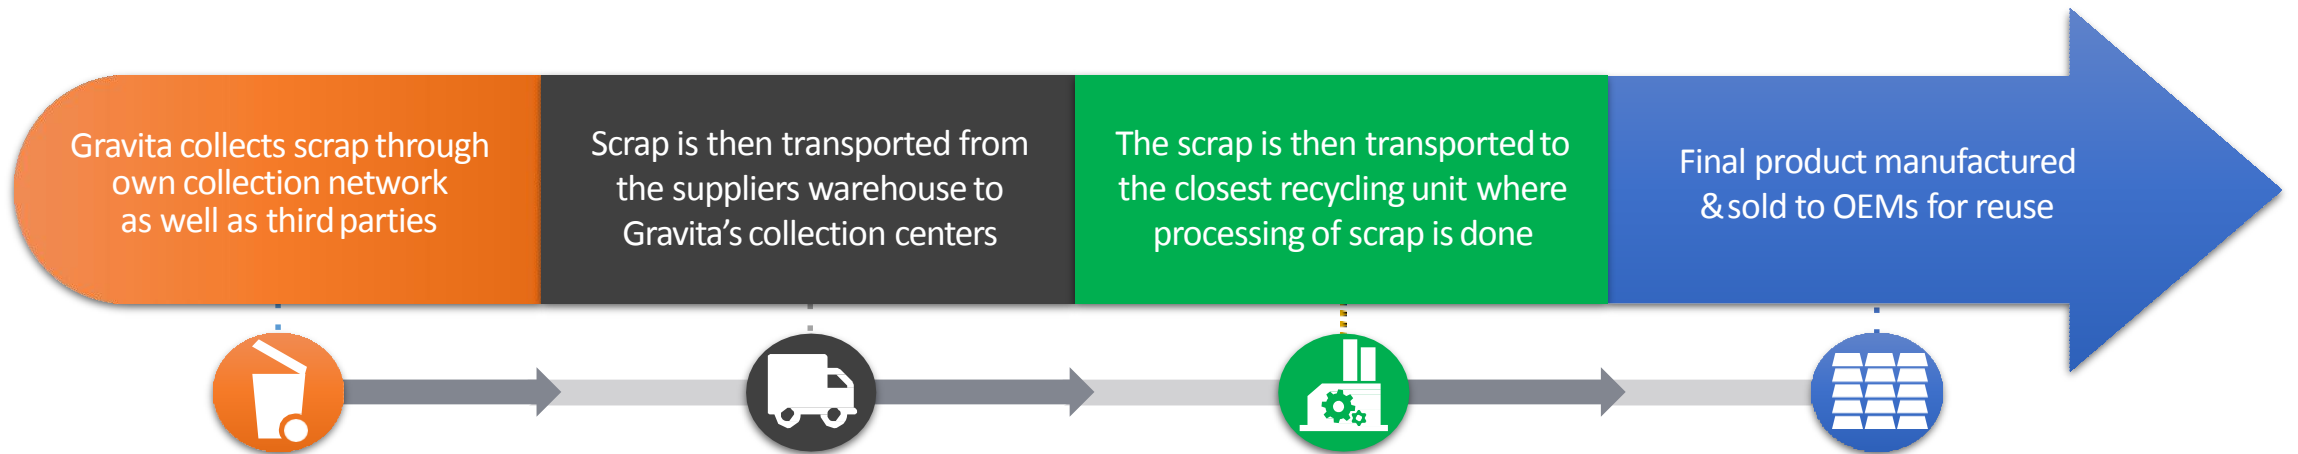 Gravita collects scrap through
own collection network
as well as third parties
Scrap is then transported from
the suppliers warehouse to
Gravita's collection centers
The scrap is then transported to
the closest recycling unit where
processing of scrap is done
Final product manufactured
& sold to OEMs for reuse